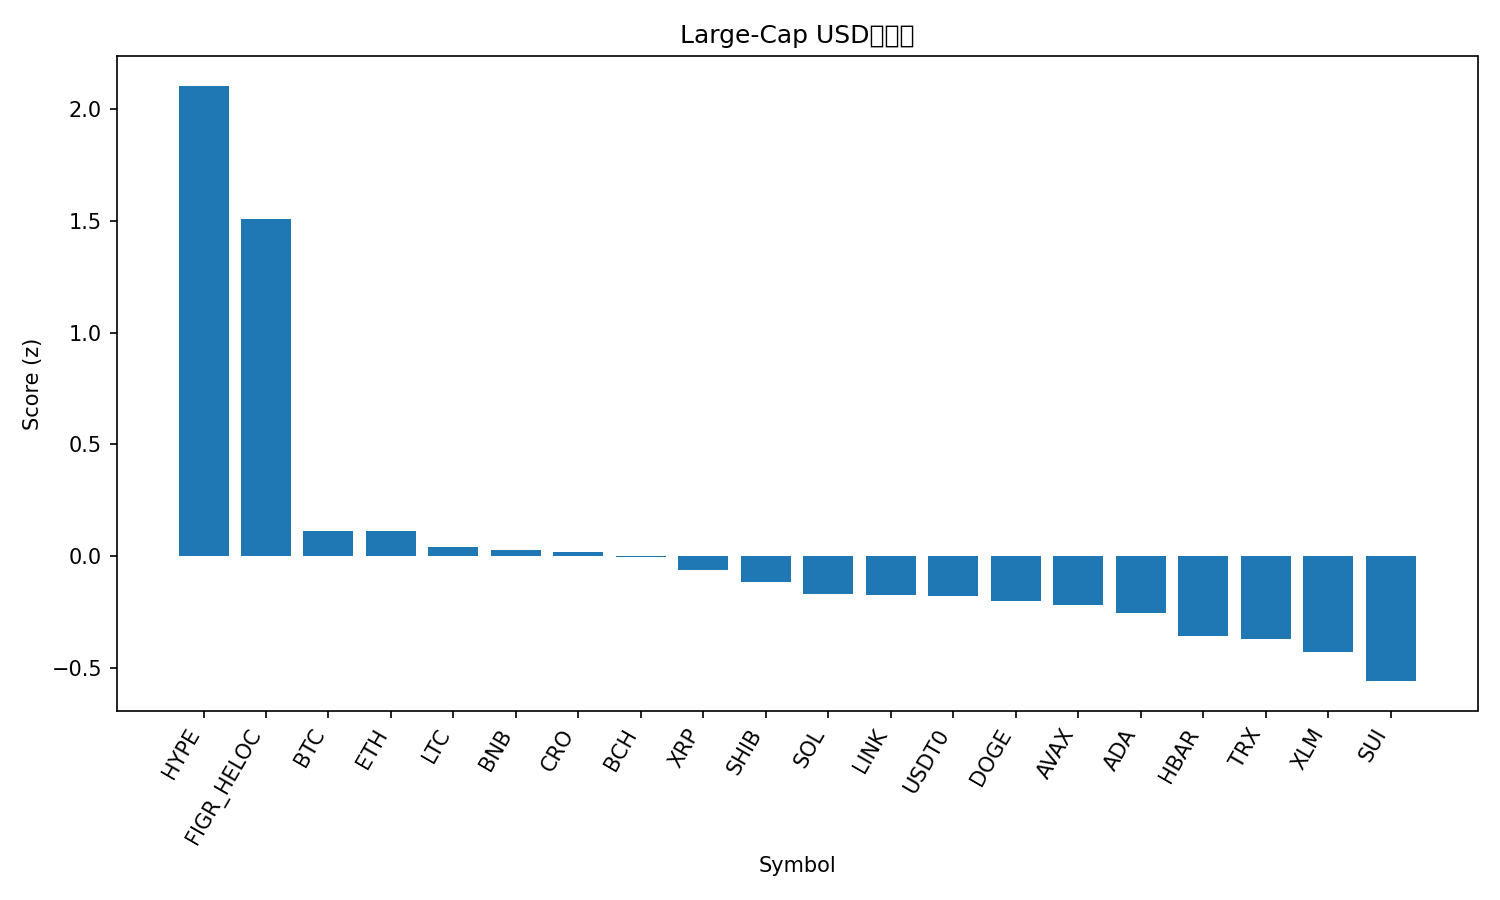 Large-Cap USD
Score (z)
2.0
1.5
1.0
0.5
0.0
−0.5
HYPE
FIGR_HELOC
BTC
ETH
LTC
BNB
CRO
BCH
XRP
SHIB
SOL
LINK
USDT0
DOGE
AVAX
ADA
HBAR
TRX
XLM
SUI
Symbol